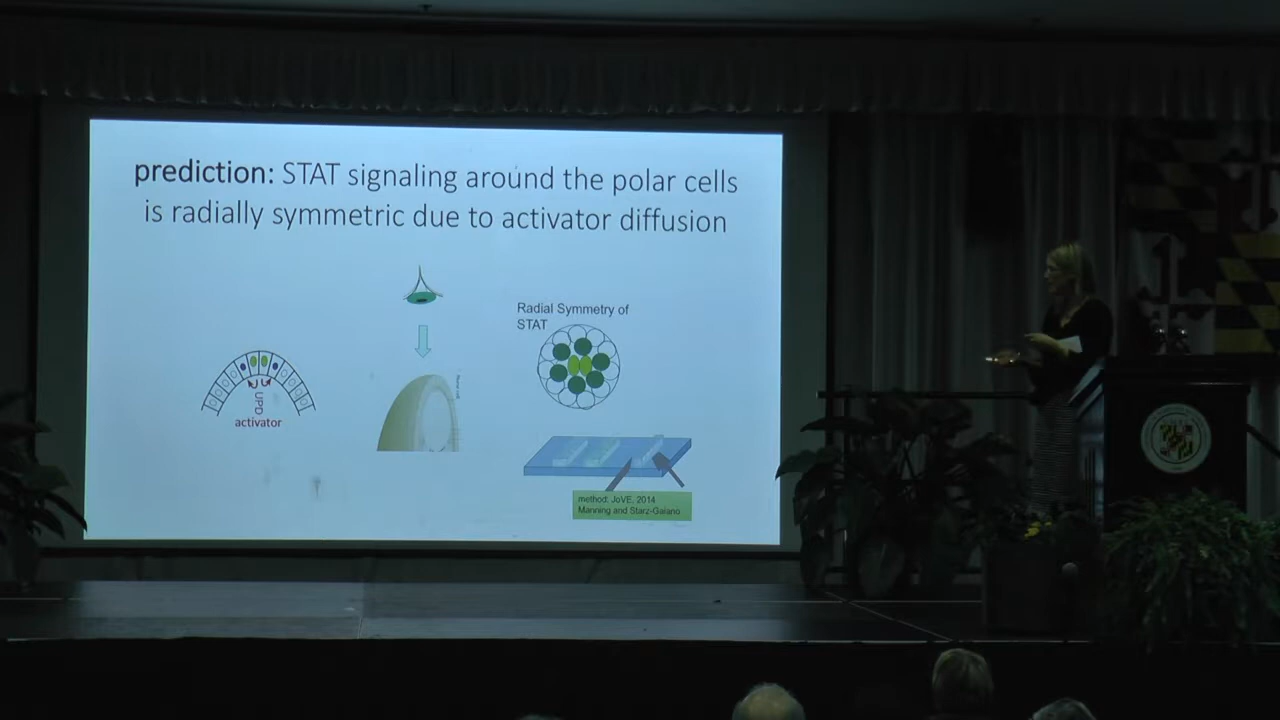 prediction: STAT signaling around the polar cells
is radially symmetric due to activator diffusion
Radial Symmetry of
STAT
UPD
activator
method: JoVE, 2014
Manning and Starz-Gaiano